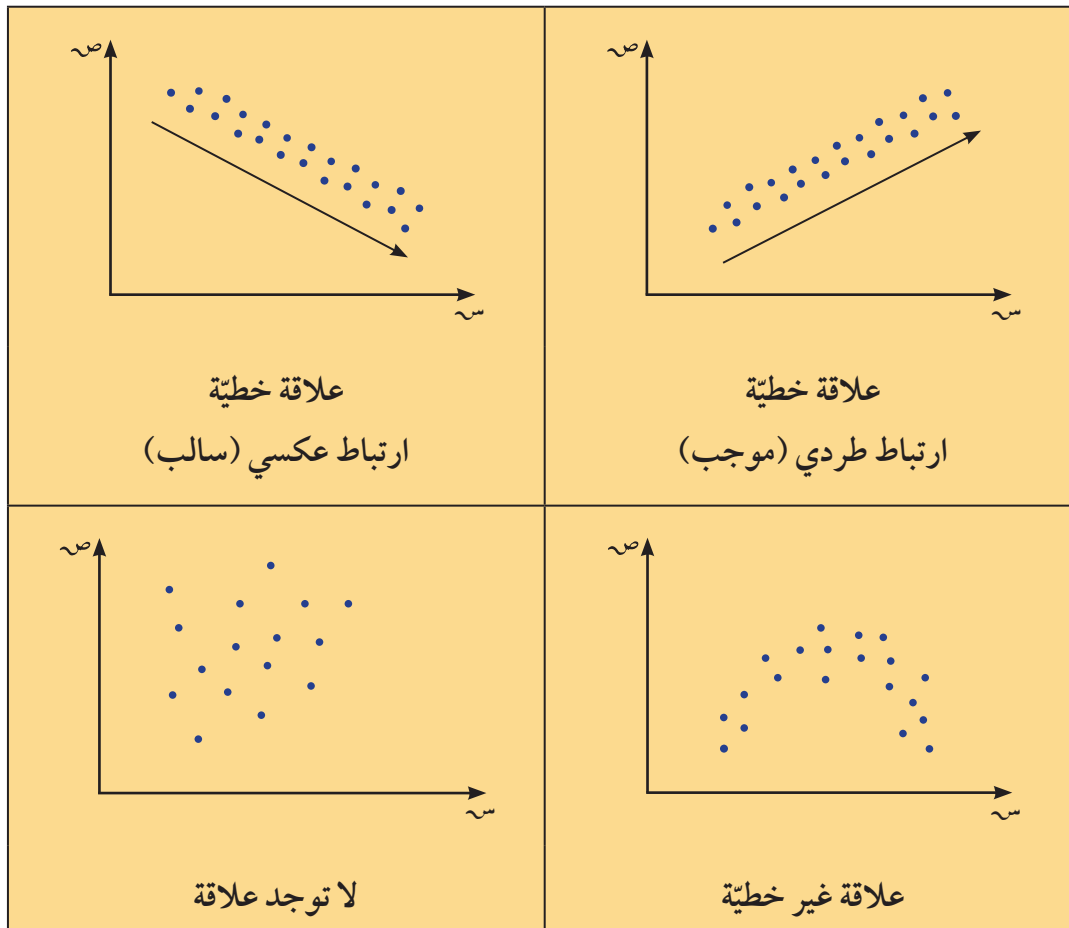 ص
س
علاقة خطيّة
ارتباط طردي (موجب)
ص
س
علاقة خطيّة
ارتباط عكسي (سالب)
ص
س
علاقة غير خطيّة
ص
س
لا توجد علاقة